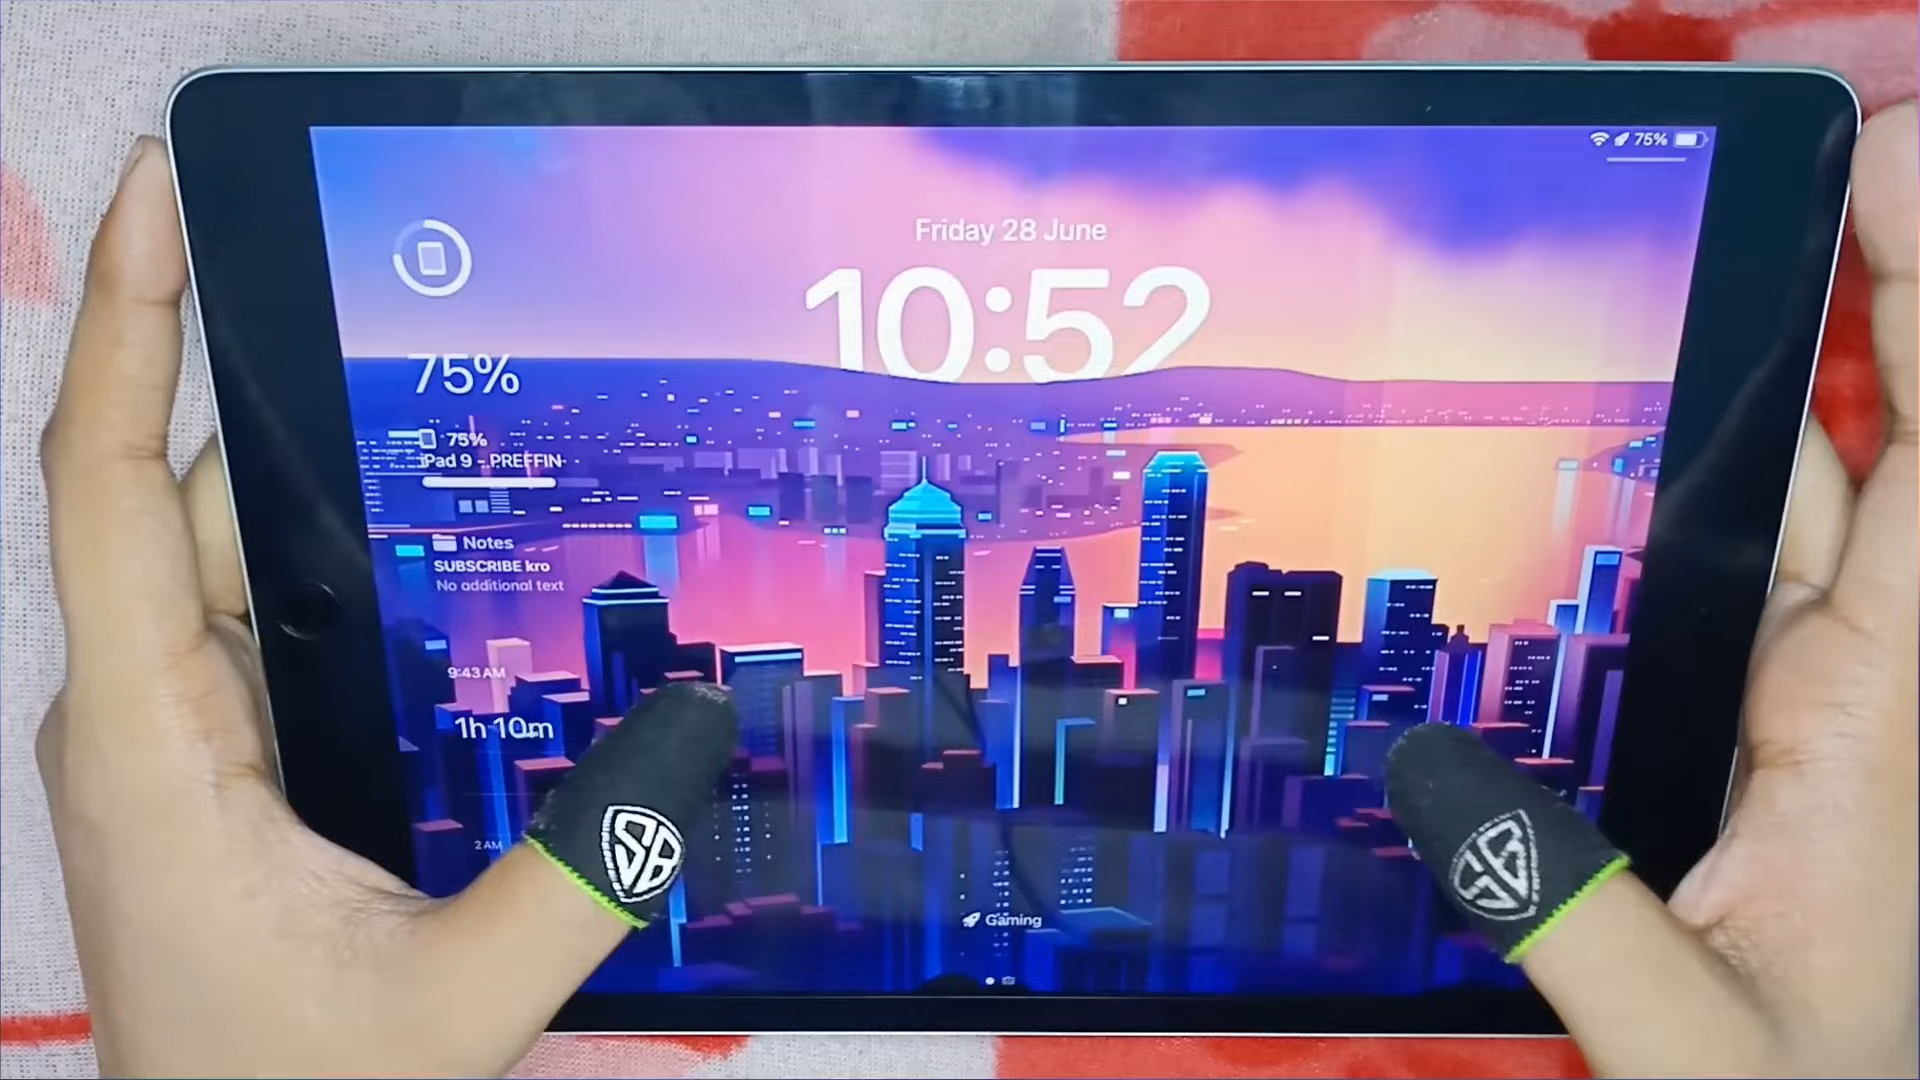 75%
Friday 28 June
10:52
75%
75%
iPad 9 - PREFFIN
Notes
SUBSCRIBE kro
No additional text
9:43 AM
1h 10m
2 AM
SB
SB
Gaming